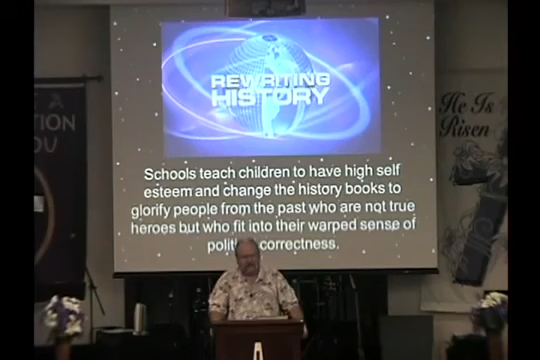 REWRITING
HISTORY
Schools teach children to have high self
esteem and change the history books to
glorify people from the past who are not true
heroes but who fit into their warped sense of
correctness.
He Is
Risen
A
TION
OU